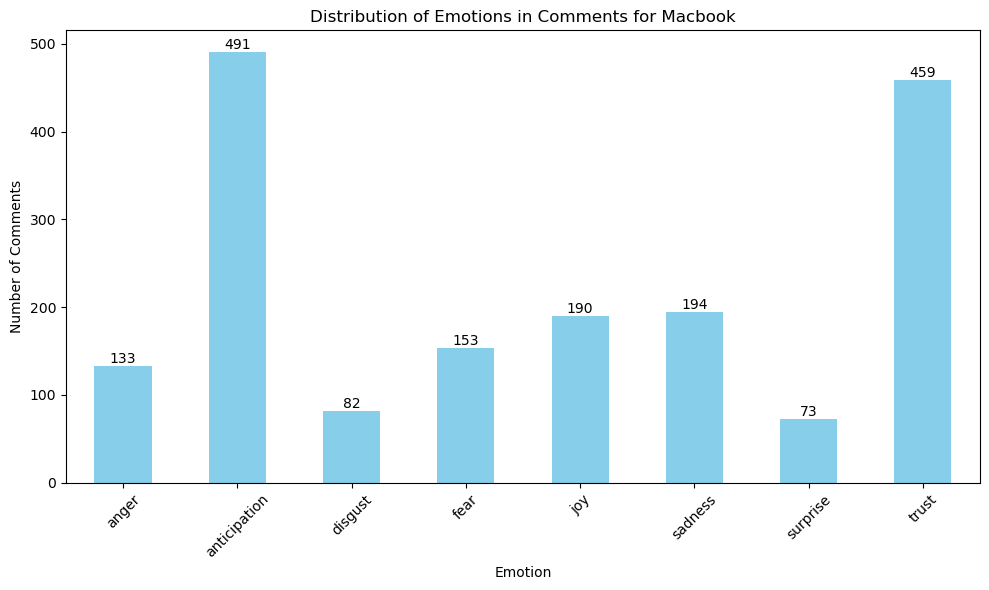 Distribution of Emotions in Comments for Macbook
Number of Comments
500
400
300
200
100
0
133
491
82
153
190
194
73
459
anger
anticipation
disgust
fear
joy
sadness
surprise
trust
Emotion